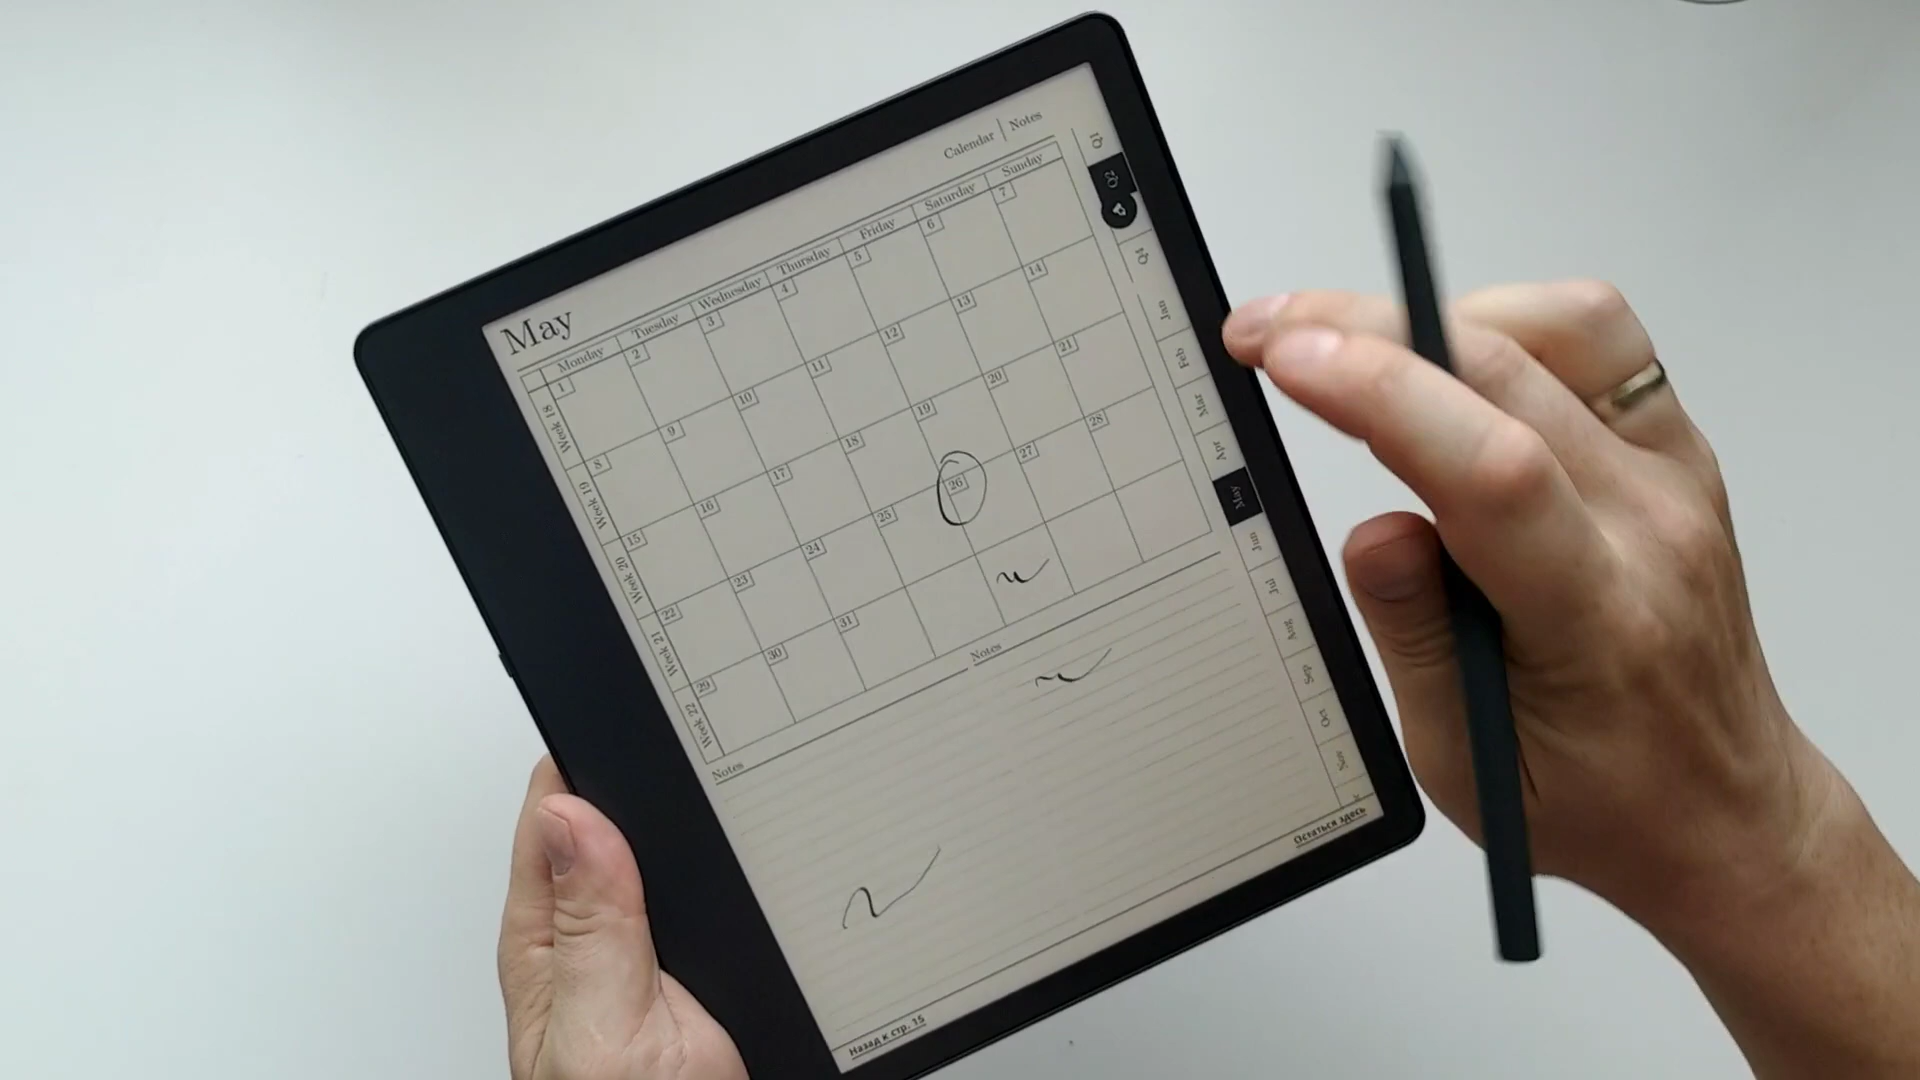 Calendar | Notes
May
Monday Tuesday Wednesday Thursday Friday Saturday Sunday
Week 18 1 2 3 4 5 6 7
Week 19 8 9 10 11 12 13 14
Week 20 15 16 17 18 19 20 21
Week 21 22 23 24 25 26 27 28
Week 22 29 30 31
Notes Notes
Q1
Q2
Q4
Jan
Feb
Mar
Apr
May
Jun
Jul
Aug
Sep
Oct
Nov
Назад к стр. 15 Остаться здесь